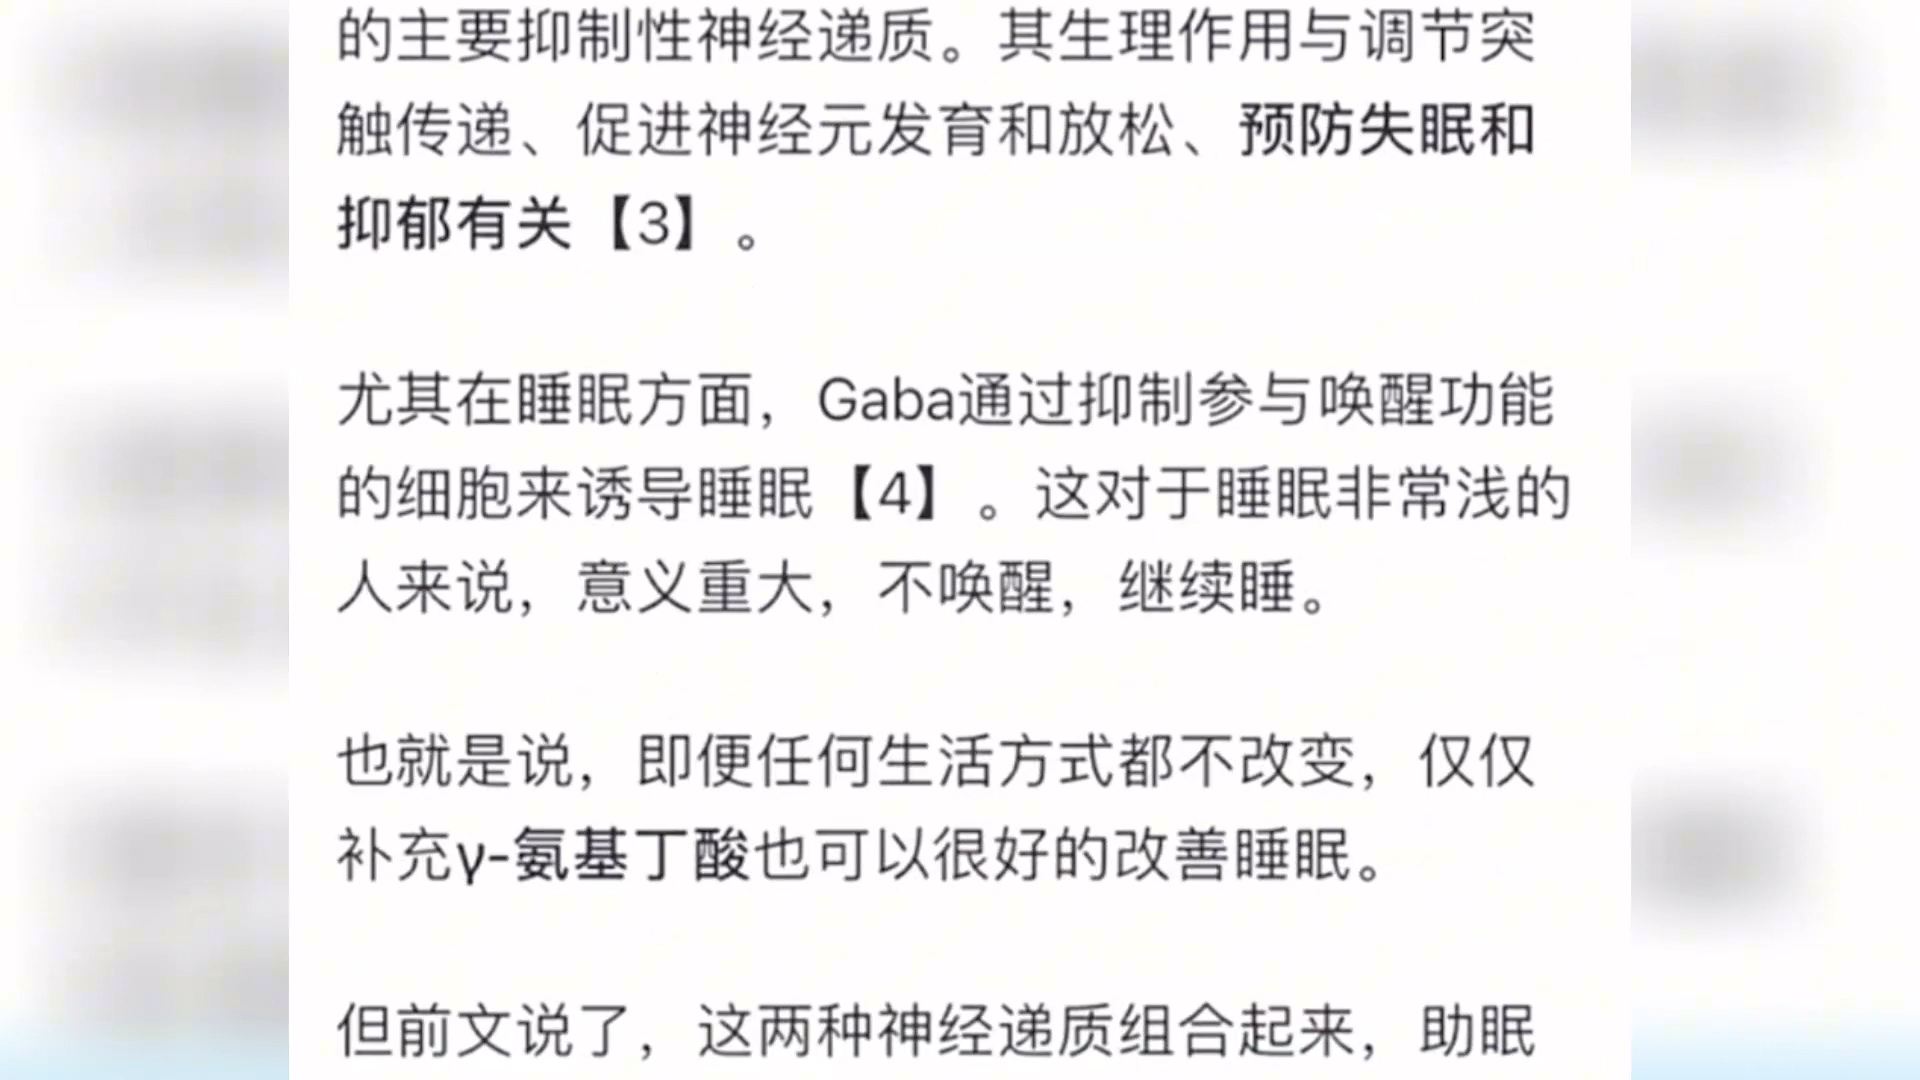 的主要抑制性神经递质。其生理作用与调节突
触传递、促进神经元发育和放松、预防失眠和
抑郁有关【3】。
尤其在睡眠方面，Gaba通过抑制参与唤醒功能
的细胞来诱导睡眠【4】。这对于睡眠非常浅的
人来说，意义重大，不唤醒，继续睡。
也就是说，即便任何生活方式都不改变，仅仅
补充γ-氨基丁酸也可以很好的改善睡眠。
但前文说了，这两种神经递质组合起来，助眠